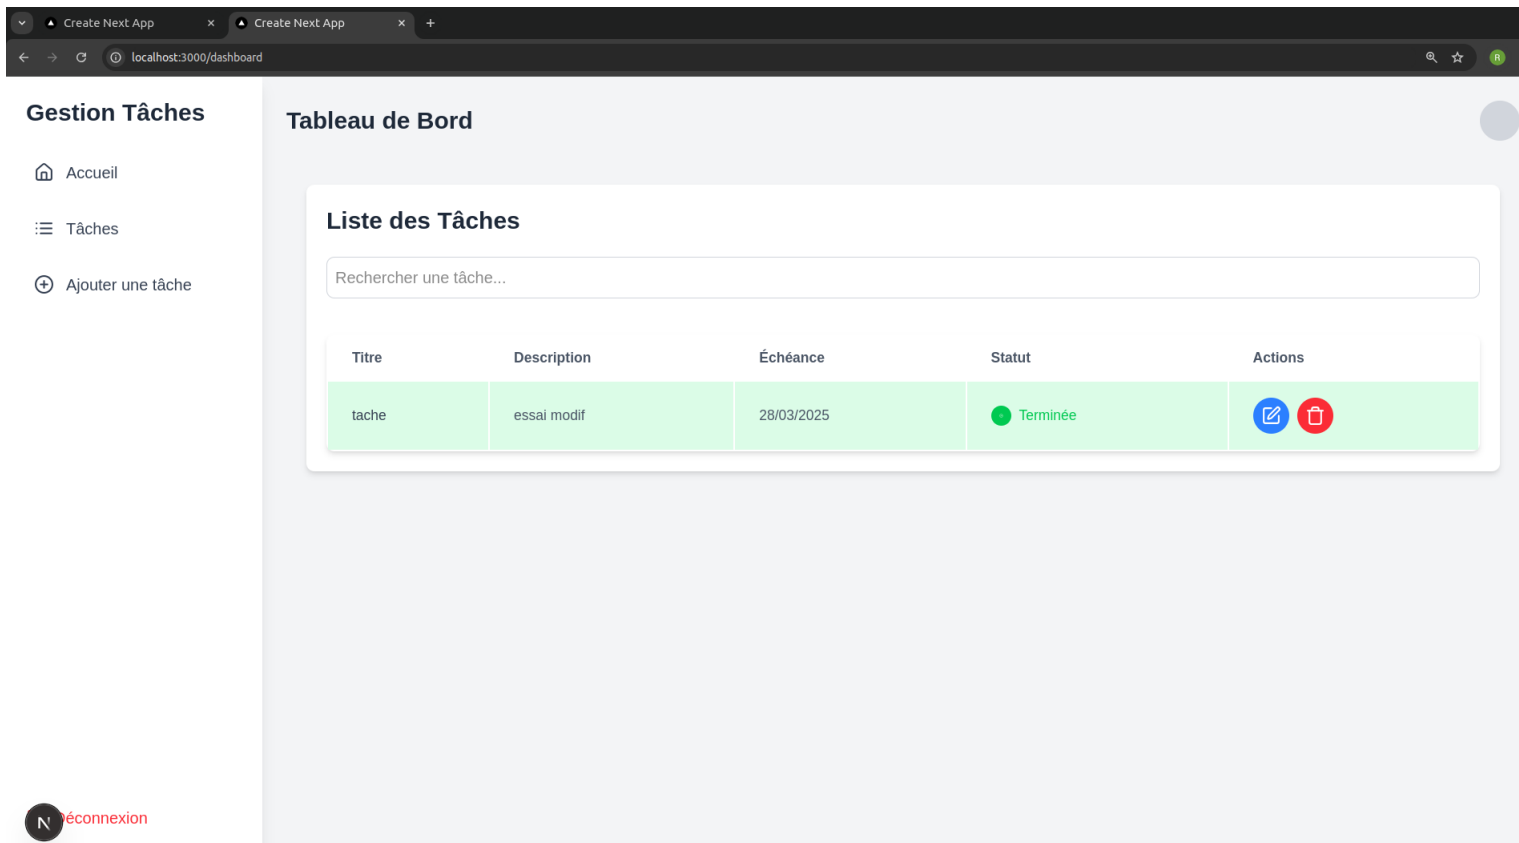 Create Next App
Create Next App
localhost:3000/dashboard
R
Gestion Tâches
Accueil
Tâches
Ajouter une tâche
Tableau de Bord
Liste des Tâches
Rechercher une tâche...
Titre Description Échéance Statut Actions
tache essai modif 28/03/2025 Terminée
N
Déconnexion